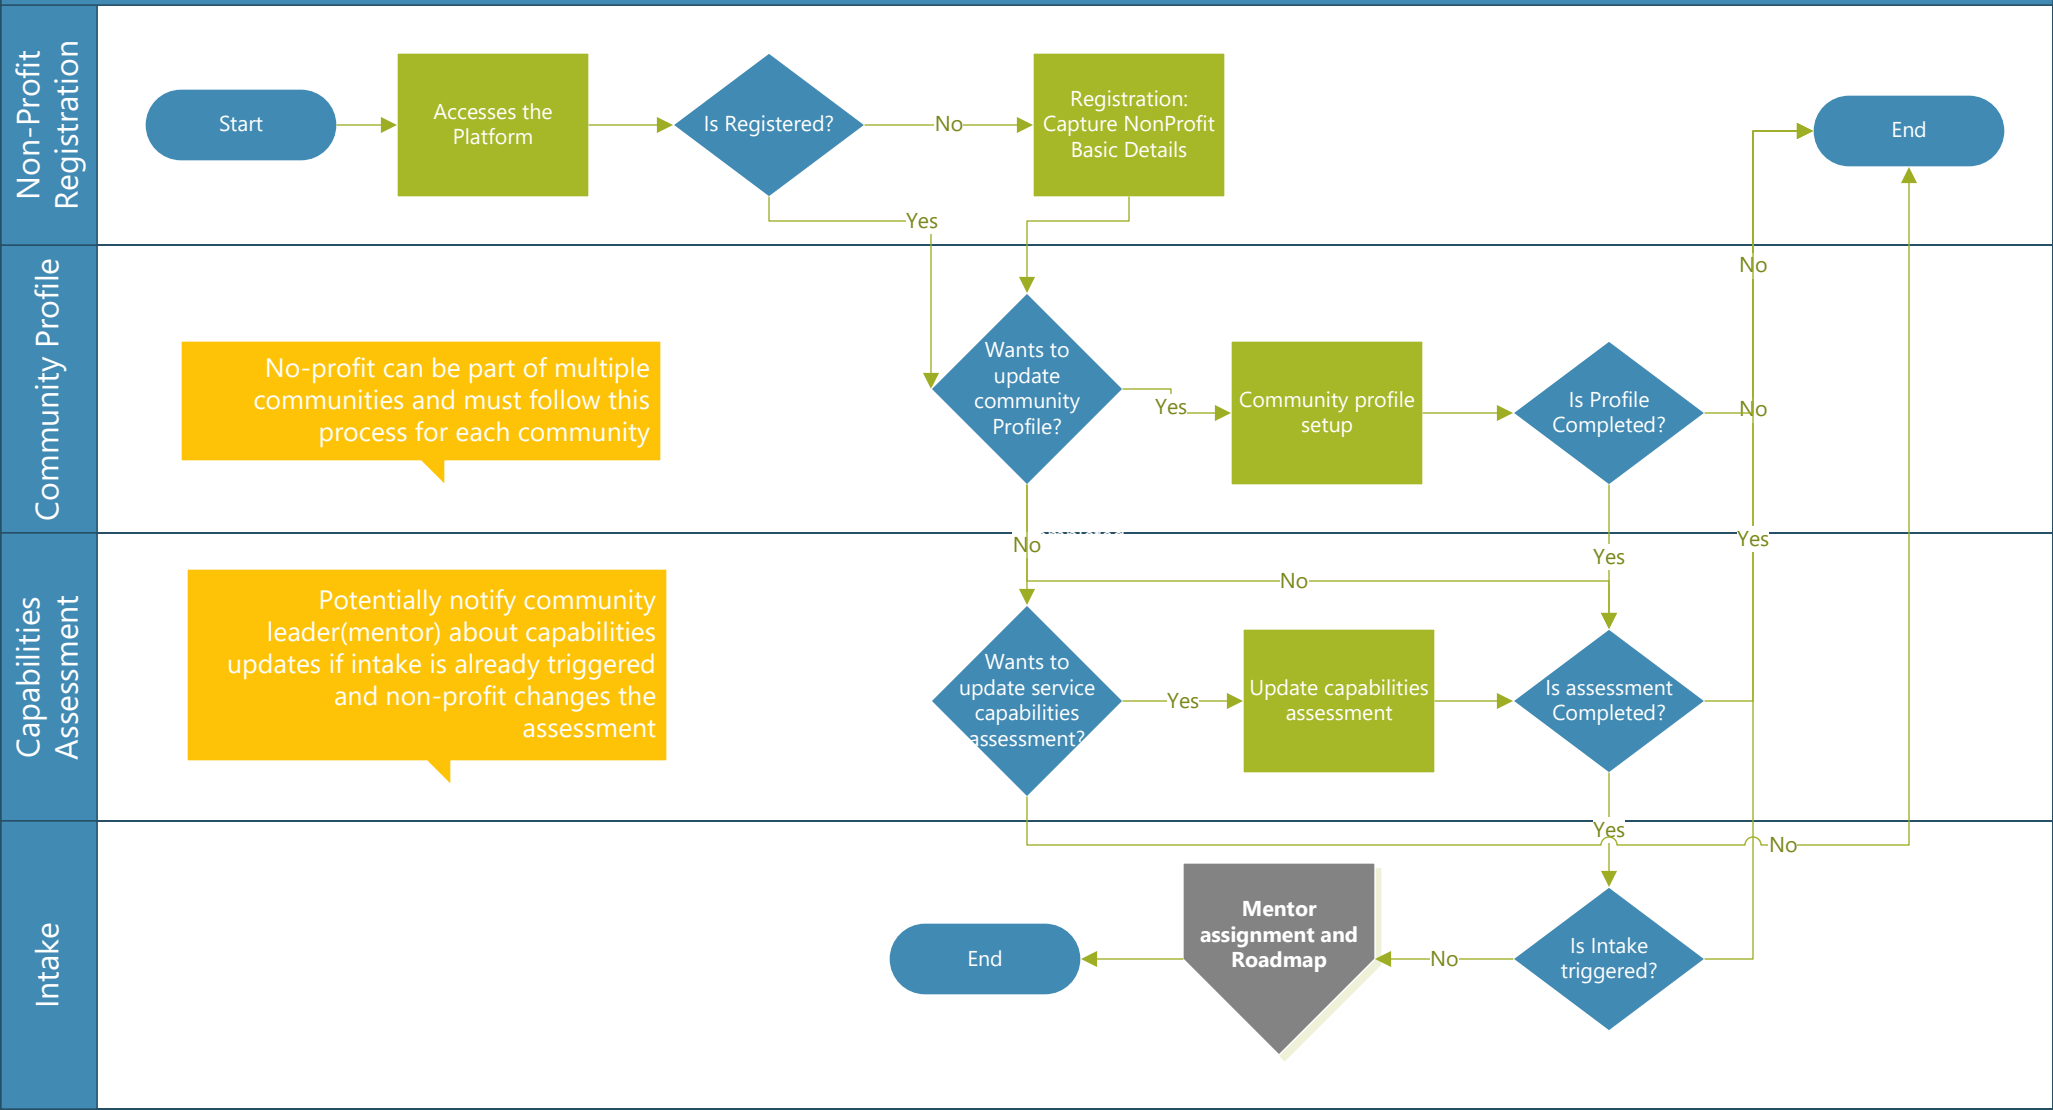 Non-Profit
Registration
Start
Accesses the
Platform
Is Registered?
No
Registration:
Capture NonProfit
Basic Details
End
Yes
No
Community Profile
No-profit can be part of multiple
communities and must follow this
process for each community
Wants to
update
community
Profile?
Yes
Community profile
setup
Is Profile
Completed?
No
Capabilities
Assessment
No
Yes
Yes
No
Potentially notify community
leader(mentor) about capabilities
updates if intake is already triggered
and non-profit changes the
assessment
Wants to
update service
capabilities
assessment?
Yes
Update capabilities
assessment
Is assessment
Completed?
Yes
No
Intake
End
Mentor
assignment and
Roadmap
No
Is Intake
triggered?